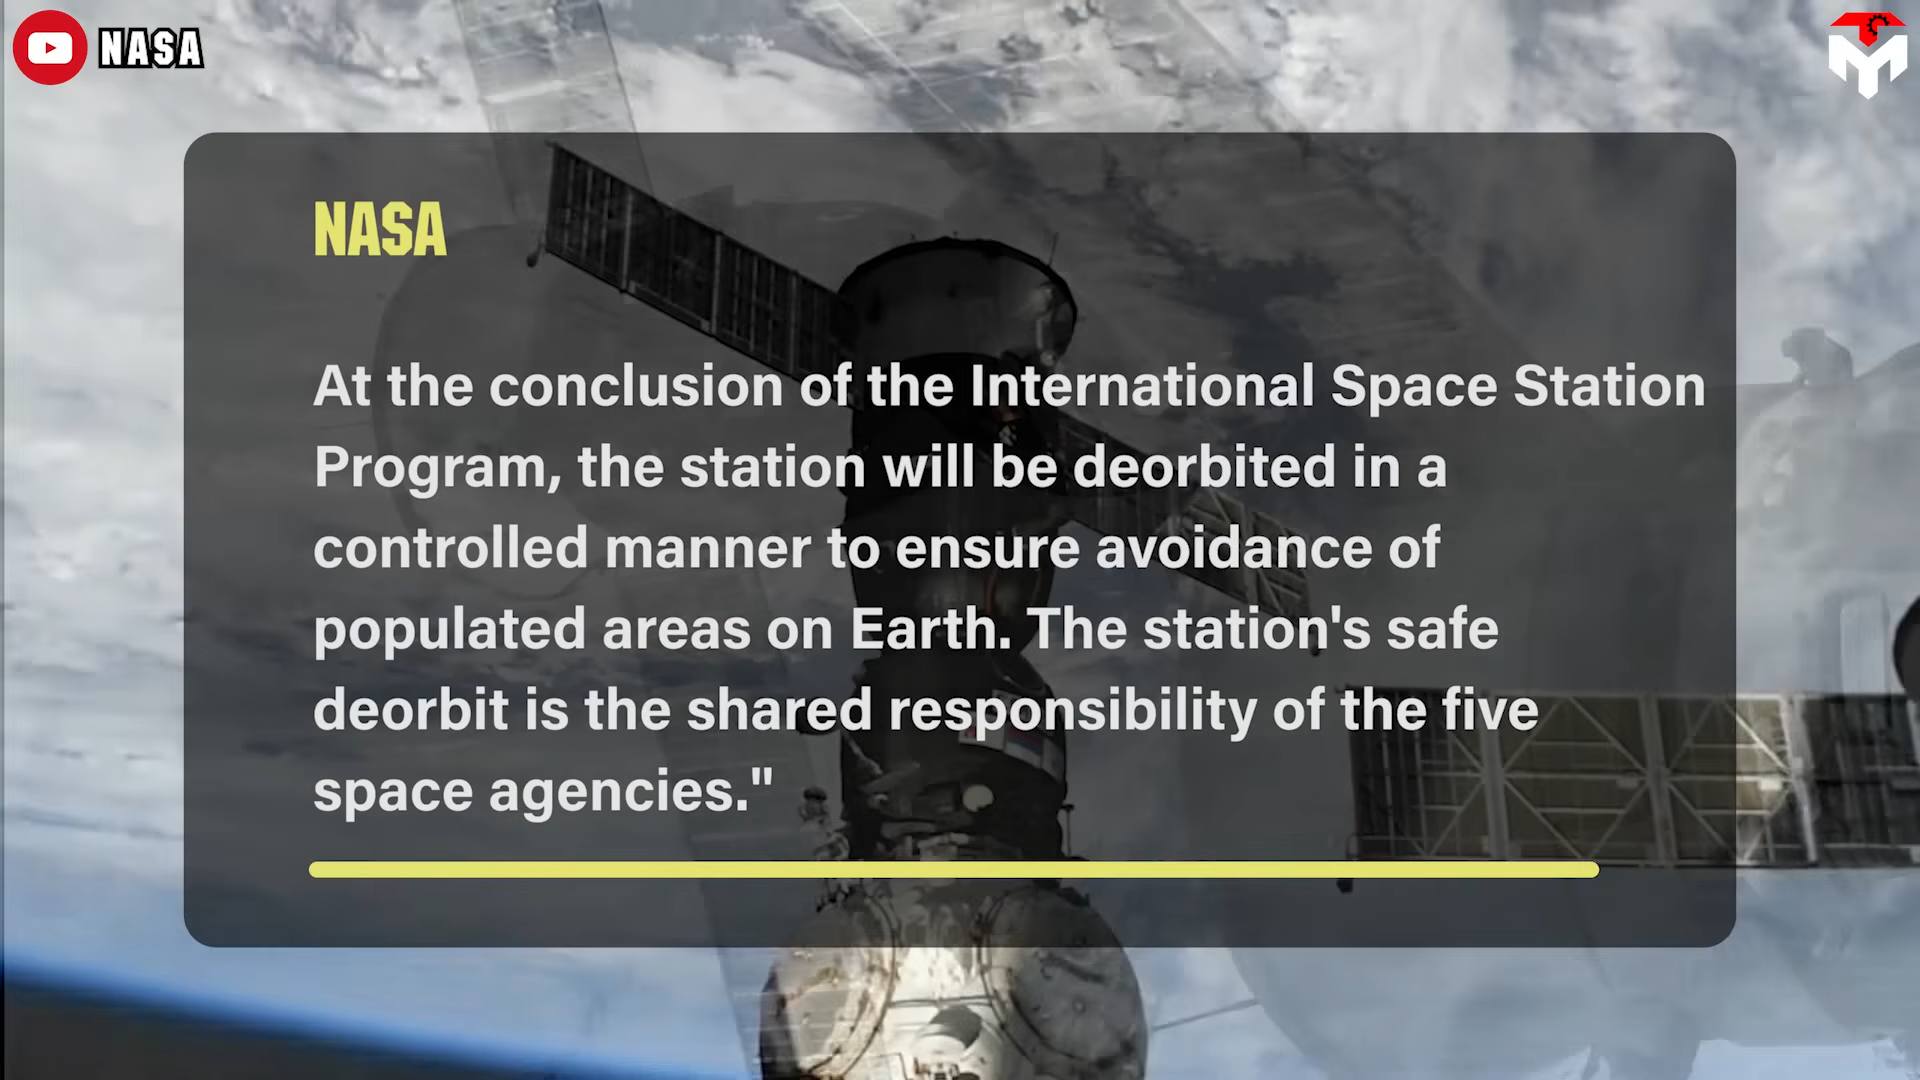 NASA
NASA
At the conclusion of the International Space Station
Program, the station will be deorbited in a
controlled manner to ensure avoidance of
populated areas on Earth. The station's safe
deorbit is the shared responsibility of the five
space agencies."